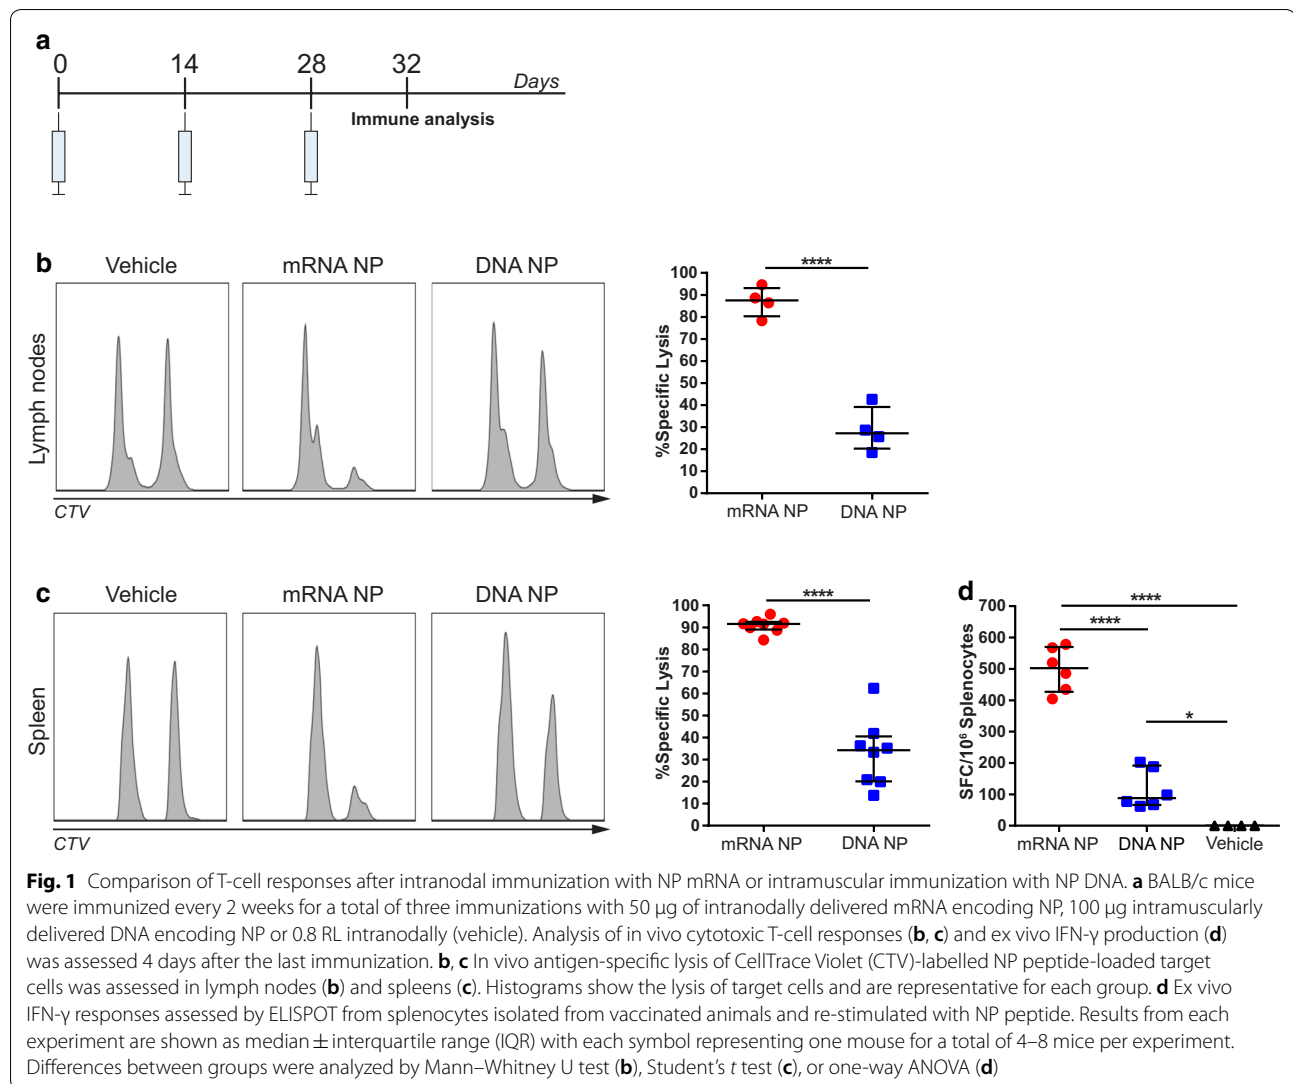 a
0 14 28 32 Days
Immune analysis
b
Vehicle mRNA NP DNA NP
Lymph nodes
CTV
****
%Specific Lysis
100
90
80
70
60
50
40
30
20
10
0
mRNA NP DNA NP
c
Vehicle mRNA NP DNA NP
Spleen
CTV
****
%Specific Lysis
100
90
80
70
60
50
40
30
20
10
0
mRNA NP DNA NP
d
****
****
*
SFC/10⁶ Splenocytes
700
600
500
400
300
200
100
0
mRNA NP DNA NP Vehicle
Fig. 1 Comparison of T-cell responses after intranodal immunization with NP mRNA or intramuscular immunization with NP DNA. a BALB/c mice
were immunized every 2 weeks for a total of three immunizations with 50 µg of intranodally delivered mRNA encoding NP, 100 µg intramuscularly
delivered DNA encoding NP or 0.8 RL intranodally (vehicle). Analysis of in vivo cytotoxic T-cell responses (b, c) and ex vivo IFN-γ production (d)
was assessed 4 days after the last immunization. b, c In vivo antigen-specific lysis of CellTrace Violet (CTV)-labelled NP peptide-loaded target
cells was assessed in lymph nodes (b) and spleens (c). Histograms show the lysis of target cells and are representative for each group. d Ex vivo
IFN-γ responses assessed by ELISPOT from splenocytes isolated from vaccinated animals and re-stimulated with NP peptide. Results from each
experiment are shown as median ± interquartile range (IQR) with each symbol representing one mouse for a total of 4–8 mice per experiment.
Differences between groups were analyzed by Mann–Whitney U test (b), Student's t test (c), or one-way ANOVA (d)